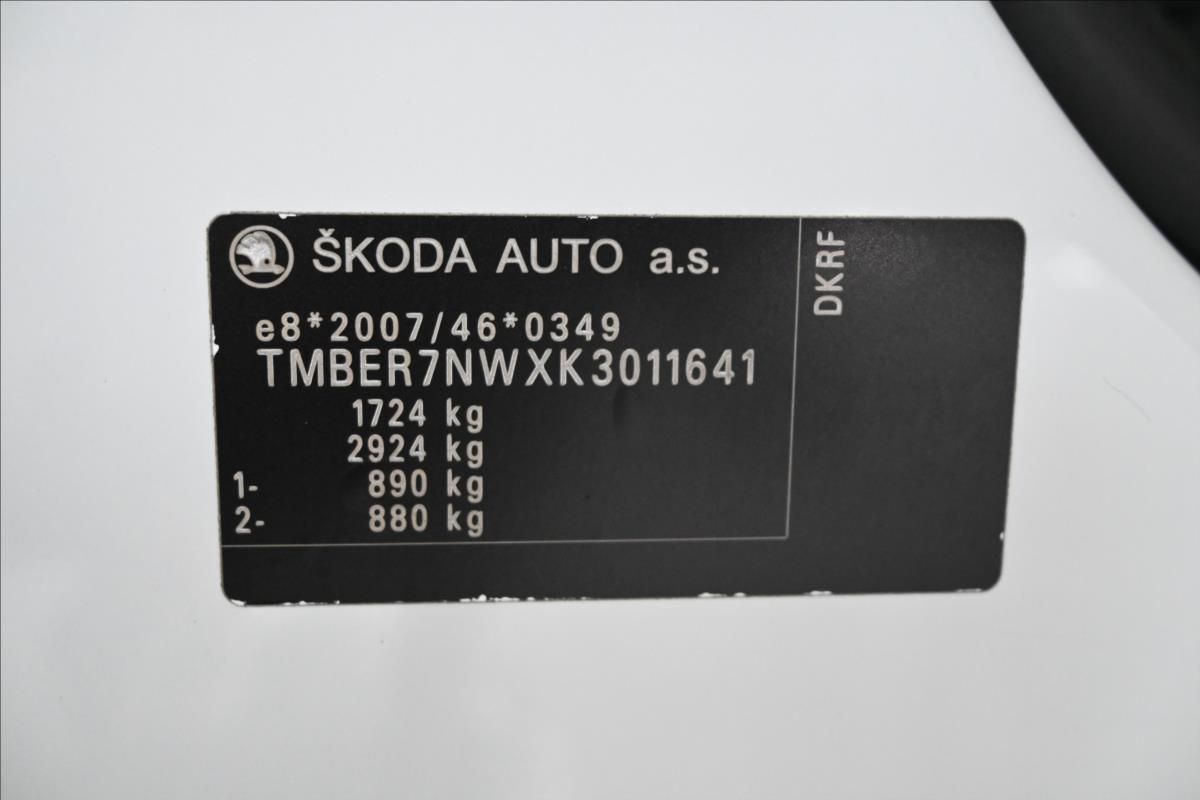 ŠKODA AUTO a.s.
e8*2007/46*0349
TMBER7NWXK3011641
1724 kg
2924 kg
1- 890 kg
2- 880 kg
DKRF